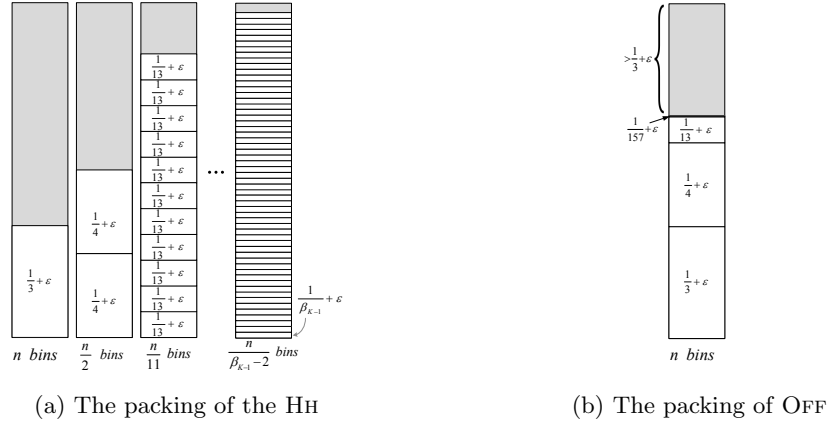 1/13 + ε
1/13 + ε
1/13 + ε
1/13 + ε
1/13 + ε
1/13 + ε
1/13 + ε
1/13 + ε
1/13 + ε
1/13 + ε
1/13 + ε
1/3 + ε
1/4 + ε
1/4 + ε
...
1/β_{K-1} + ε
n bins
n/2 bins
n/11 bins
n/(β_{K-1}-2) bins
(a) The packing of the HH
>1/3 + ε
1/157 + ε
1/13 + ε
1/4 + ε
1/3 + ε
n bins
(b) The packing of OFF